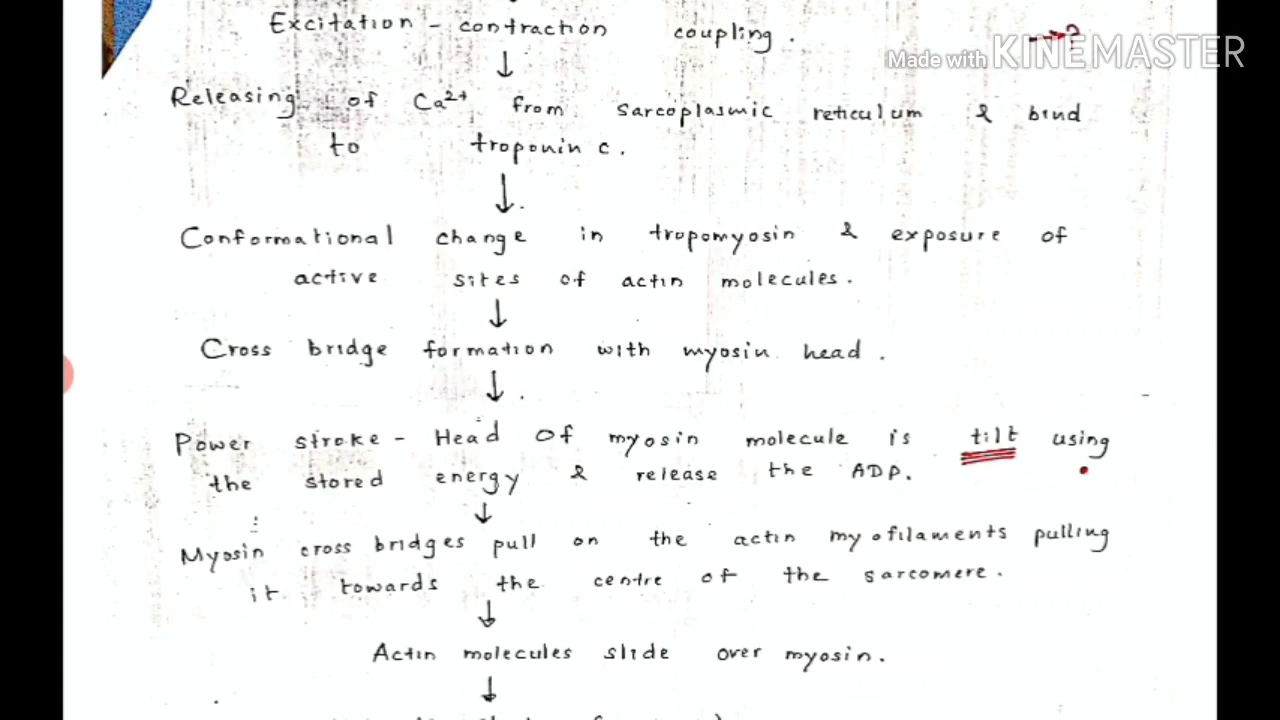 Excitation - contraction coupling.
→?
Made with KINEMASTER
↓
Releasing of Ca²⁺ from sarcoplasmic reticulum & bind
to troponin c.
↓
Conformational change in tropomyosin & exposure of
active sites of actin molecules.
↓
Cross bridge formation with myosin head.
↓
Power stroke - Head of myosin molecule is tilt using
the stored energy & release the ADP.
↓
Myosin cross bridges pull on the actin myofilaments pulling
it towards the centre of the sarcomere.
↓
Actin molecules slide over myosin.
↓